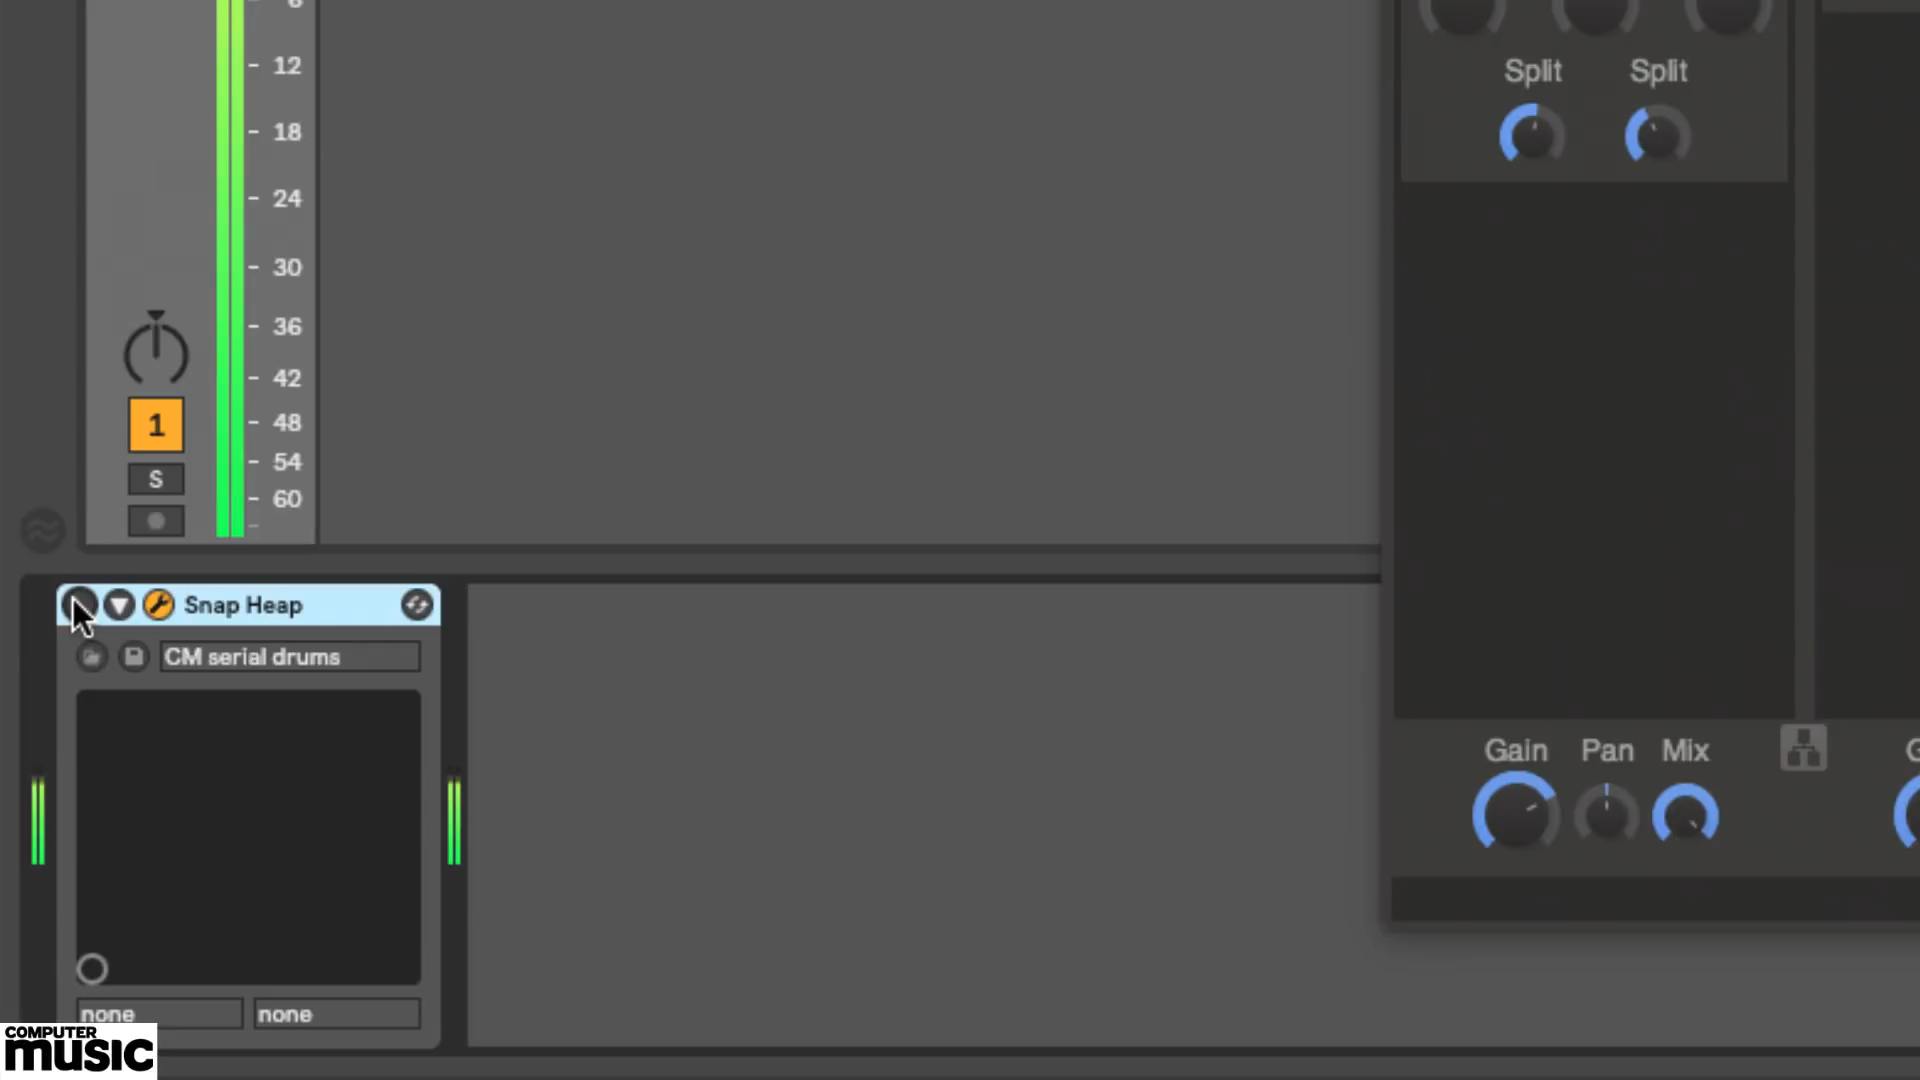 6
12
18
24
30
36
42
48
54
60
1
S
Split Split
Snap Heap
CM serial drums
none none
Gain Pan Mix
COMPUTER
music